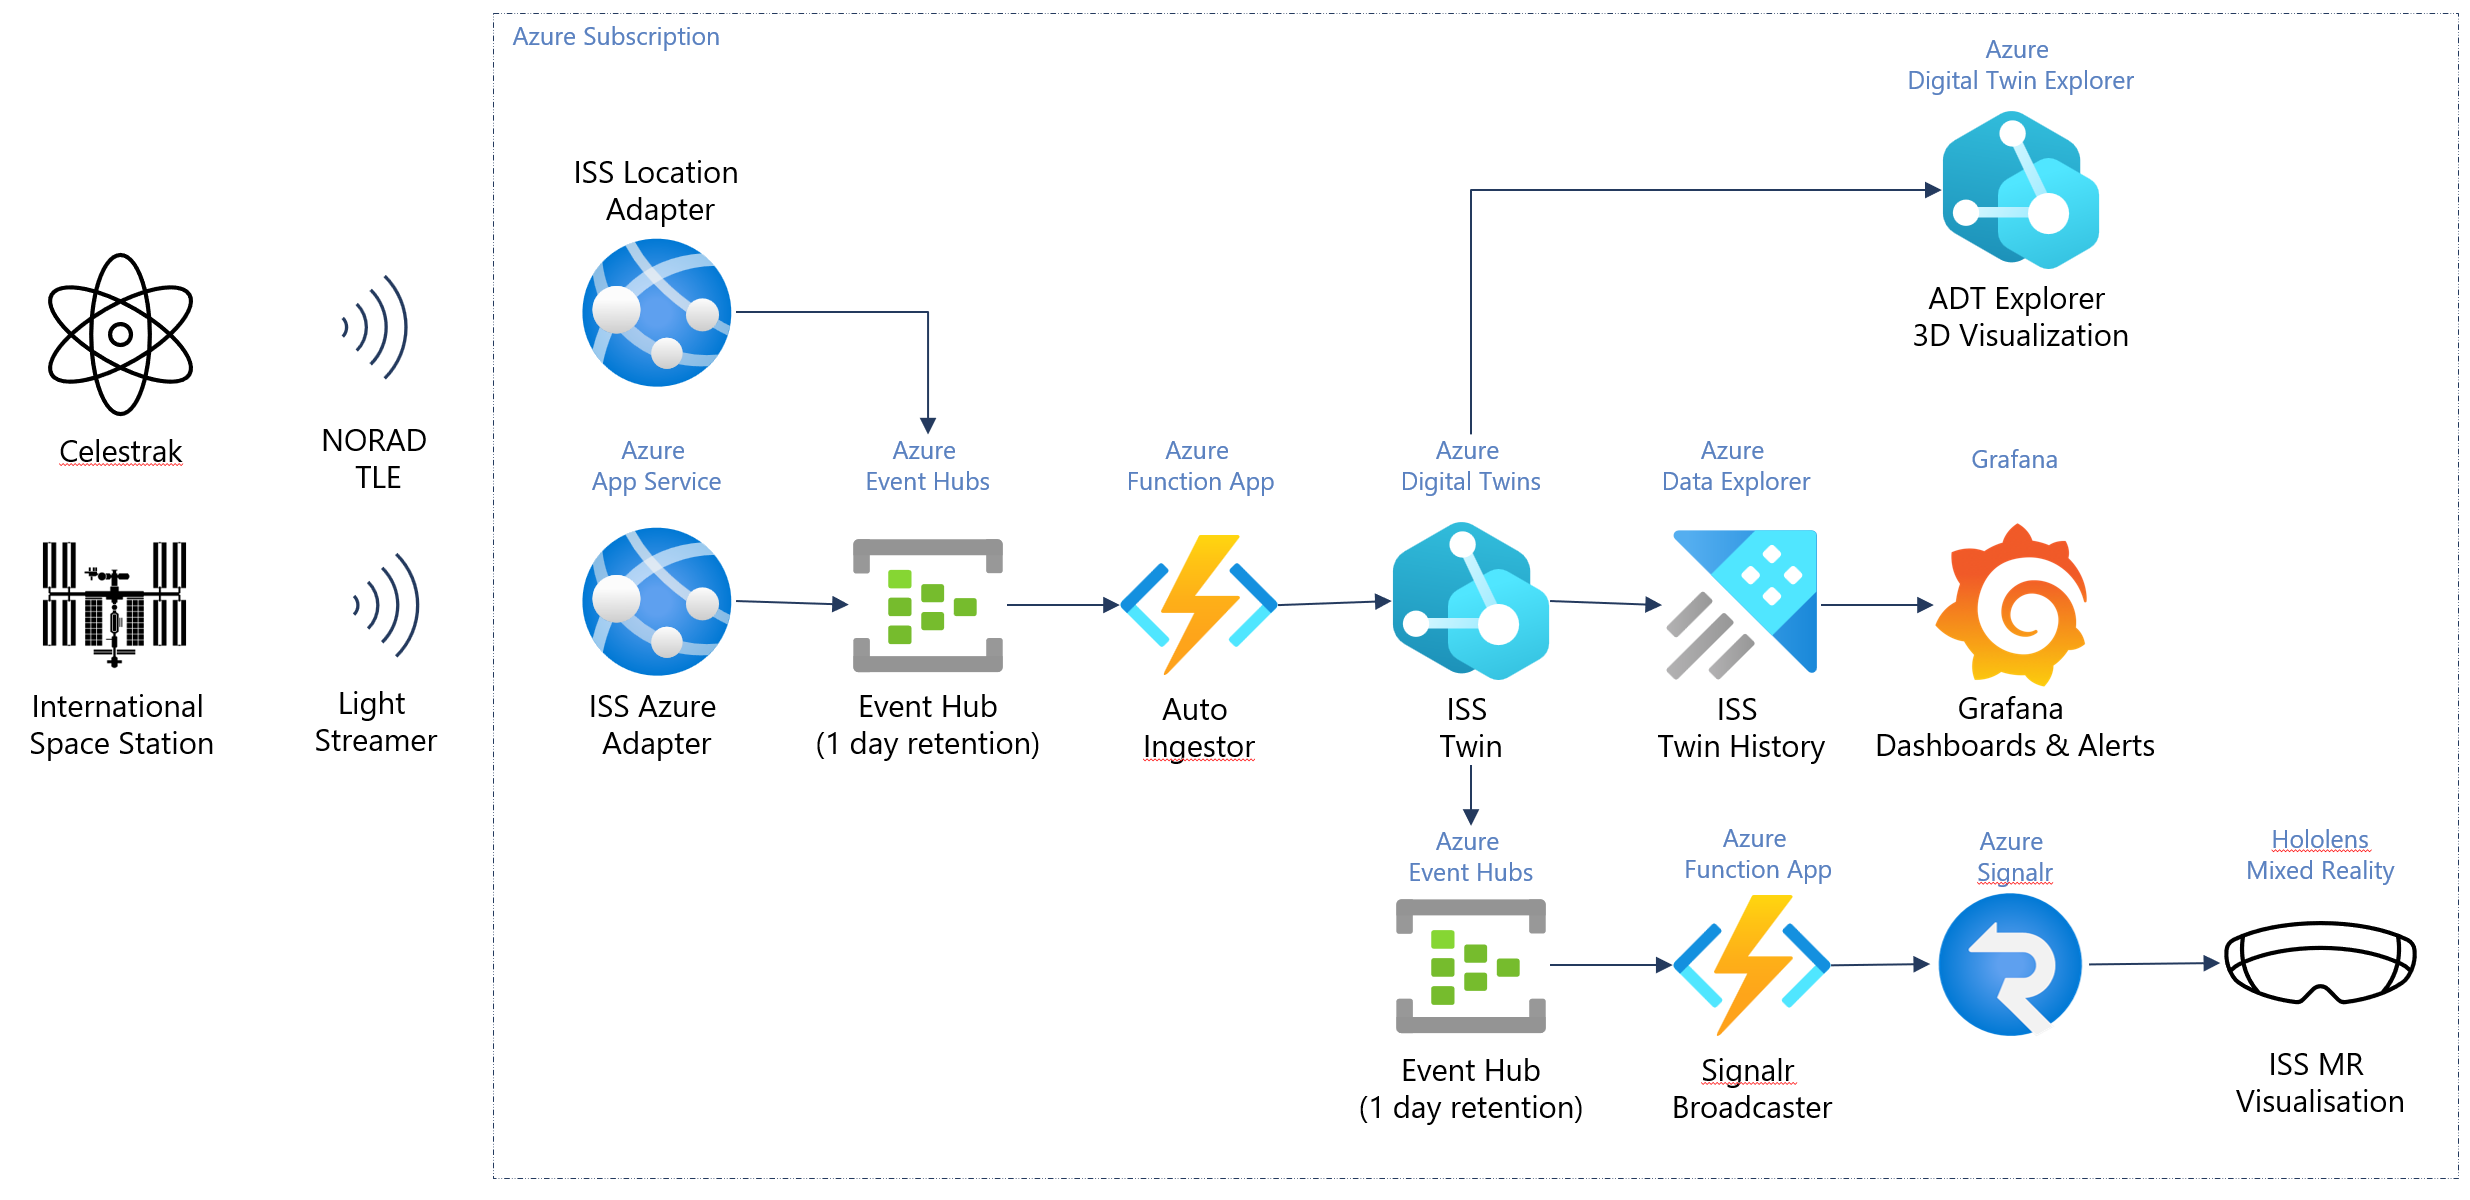 Azure Subscription
Azure
Digital Twin Explorer
ISS Location
Adapter
ADT Explorer
3D Visualization
Celestrak
NORAD
TLE
Azure
App Service
Azure
Event Hubs
Azure
Function App
Azure
Digital Twins
Azure
Data Explorer
Grafana
International
Space Station
Light
Streamer
ISS Azure
Adapter
Event Hub
(1 day retention)
Auto
Ingestor
ISS
Twin
ISS
Twin History
Grafana
Dashboards & Alerts
Azure
Event Hubs
Azure
Function App
Azure
Signalr
Hololens
Mixed Reality
Event Hub
(1 day retention)
Signalr
Broadcaster
ISS MR
Visualisation